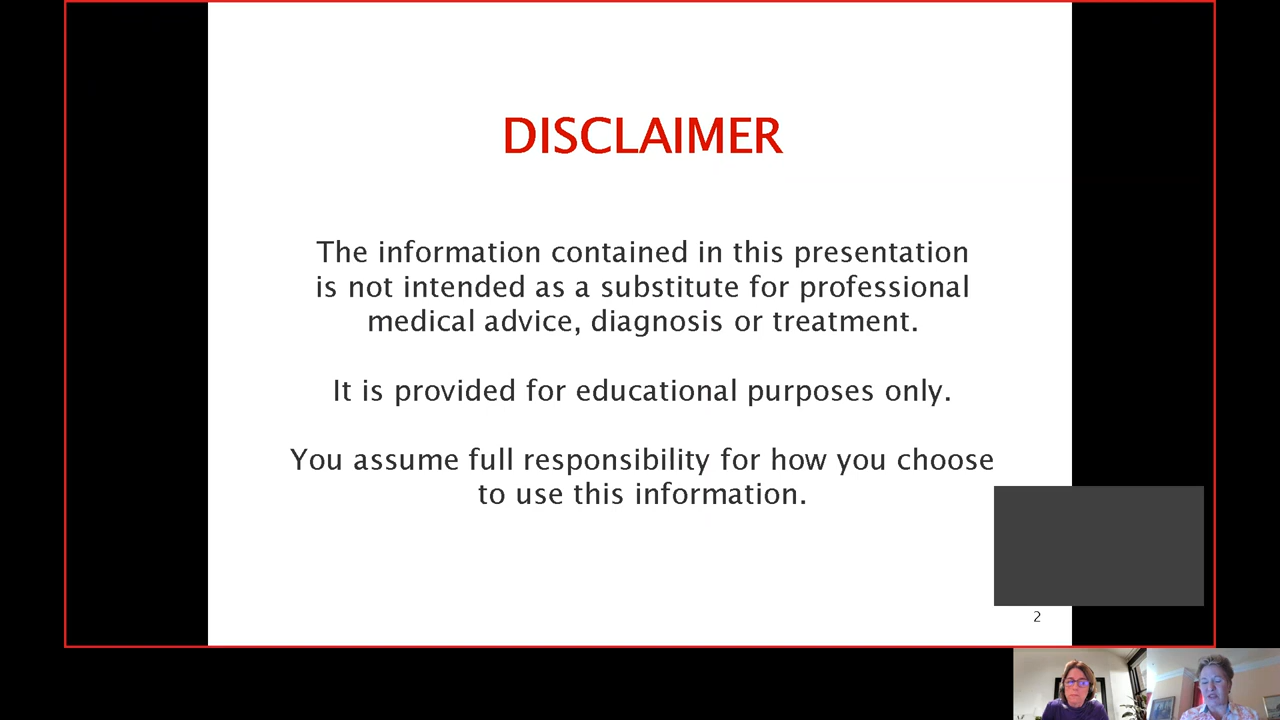 DISCLAIMER
The information contained in this presentation
is not intended as a substitute for professional
medical advice, diagnosis or treatment.
It is provided for educational purposes only.
You assume full responsibility for how you choose
to use this information.
2